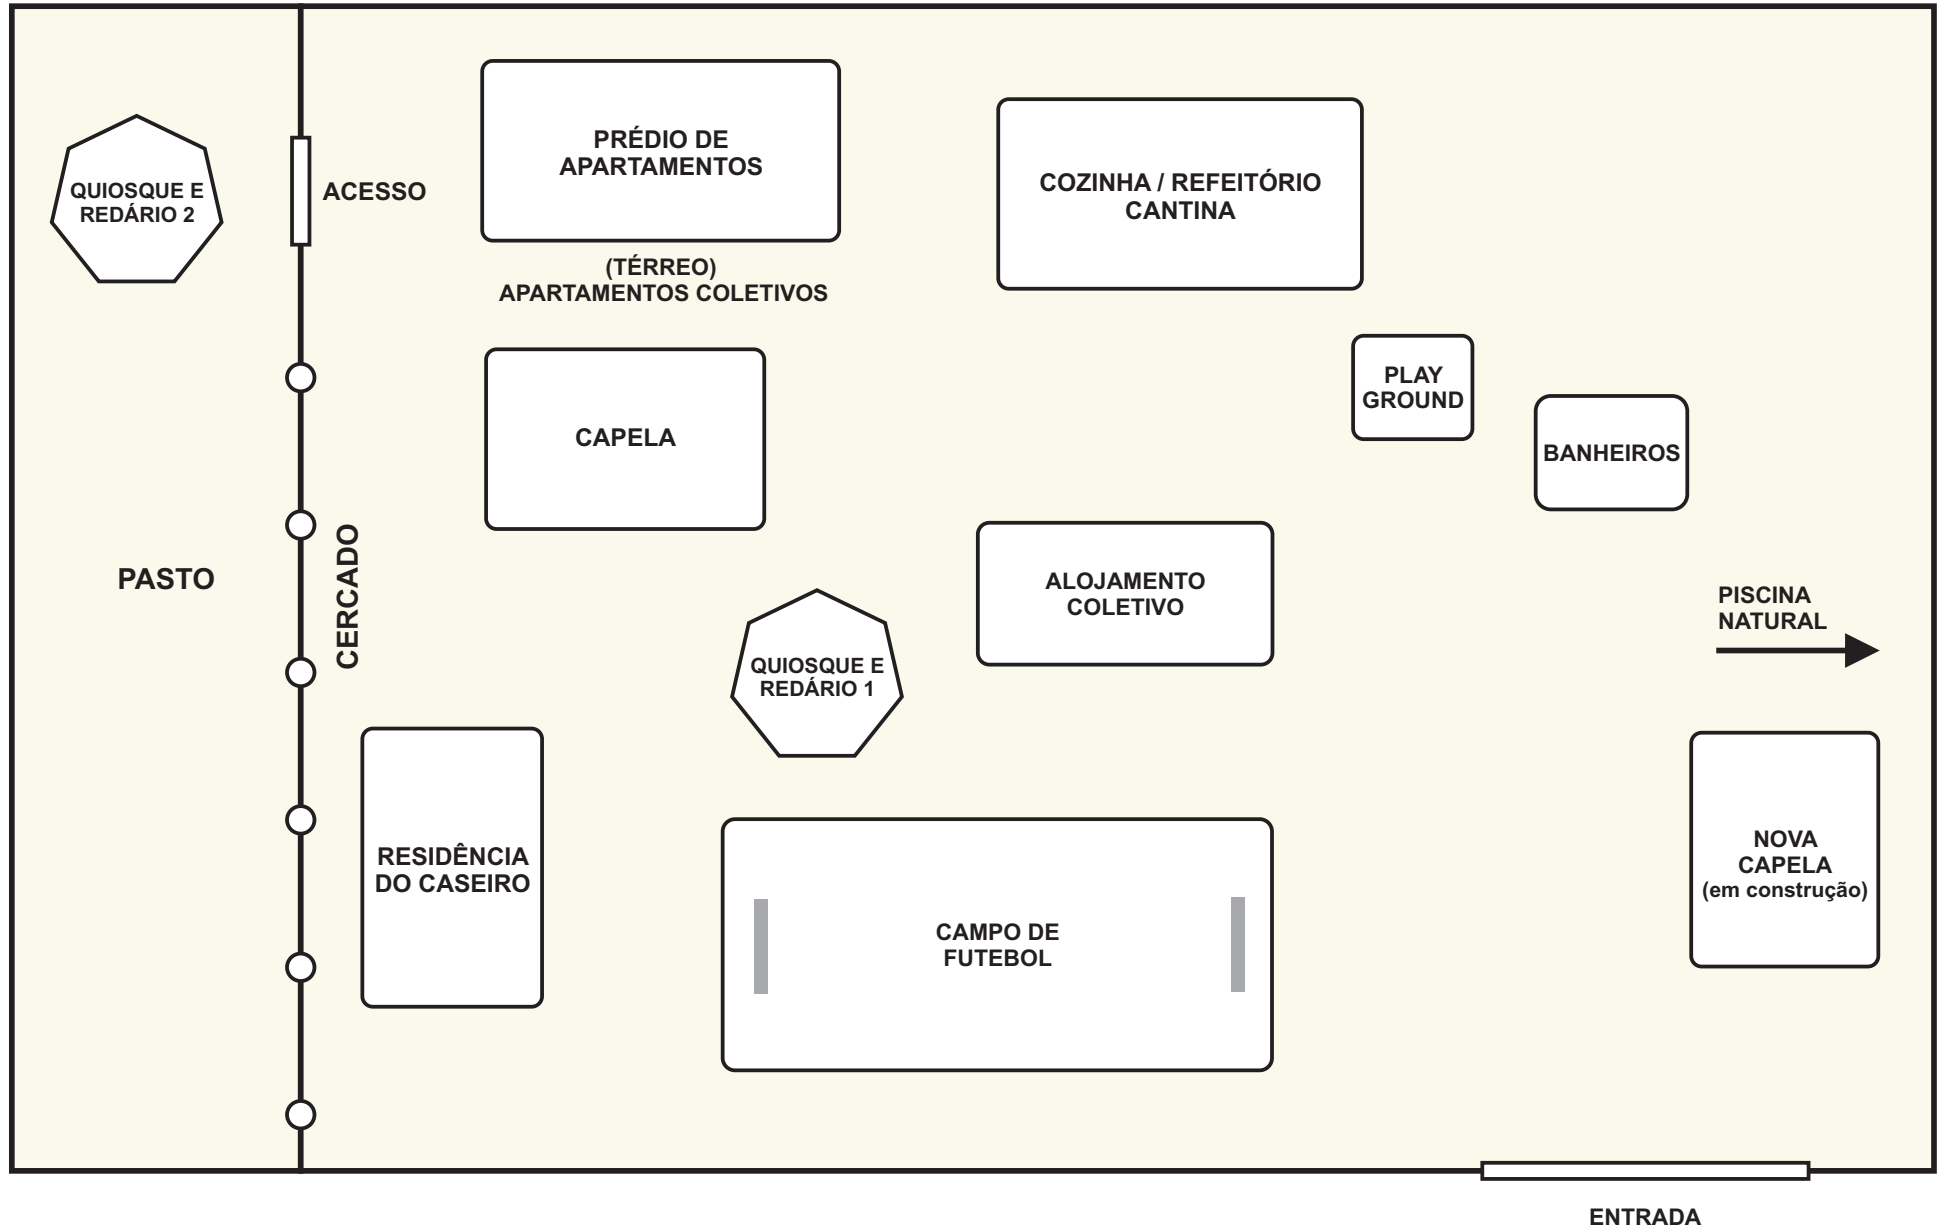 PRÉDIO DE
APARTAMENTOS
(TÉRREO)
APARTAMENTOS COLETIVOS
COZINHA / REFEITÓRIO
CANTINA
QUIOSQUE E
REDÁRIO 2
ACESSO
PLAY
GROUND
BANHEIROS
CAPELA
PASTO
CERCADO
ALOJAMENTO
COLETIVO
PISCINA
NATURAL
QUIOSQUE E
REDÁRIO 1
RESIDÊNCIA
DO CASEIRO
NOVA
CAPELA
(em construção)
CAMPO DE
FUTEBOL
ENTRADA